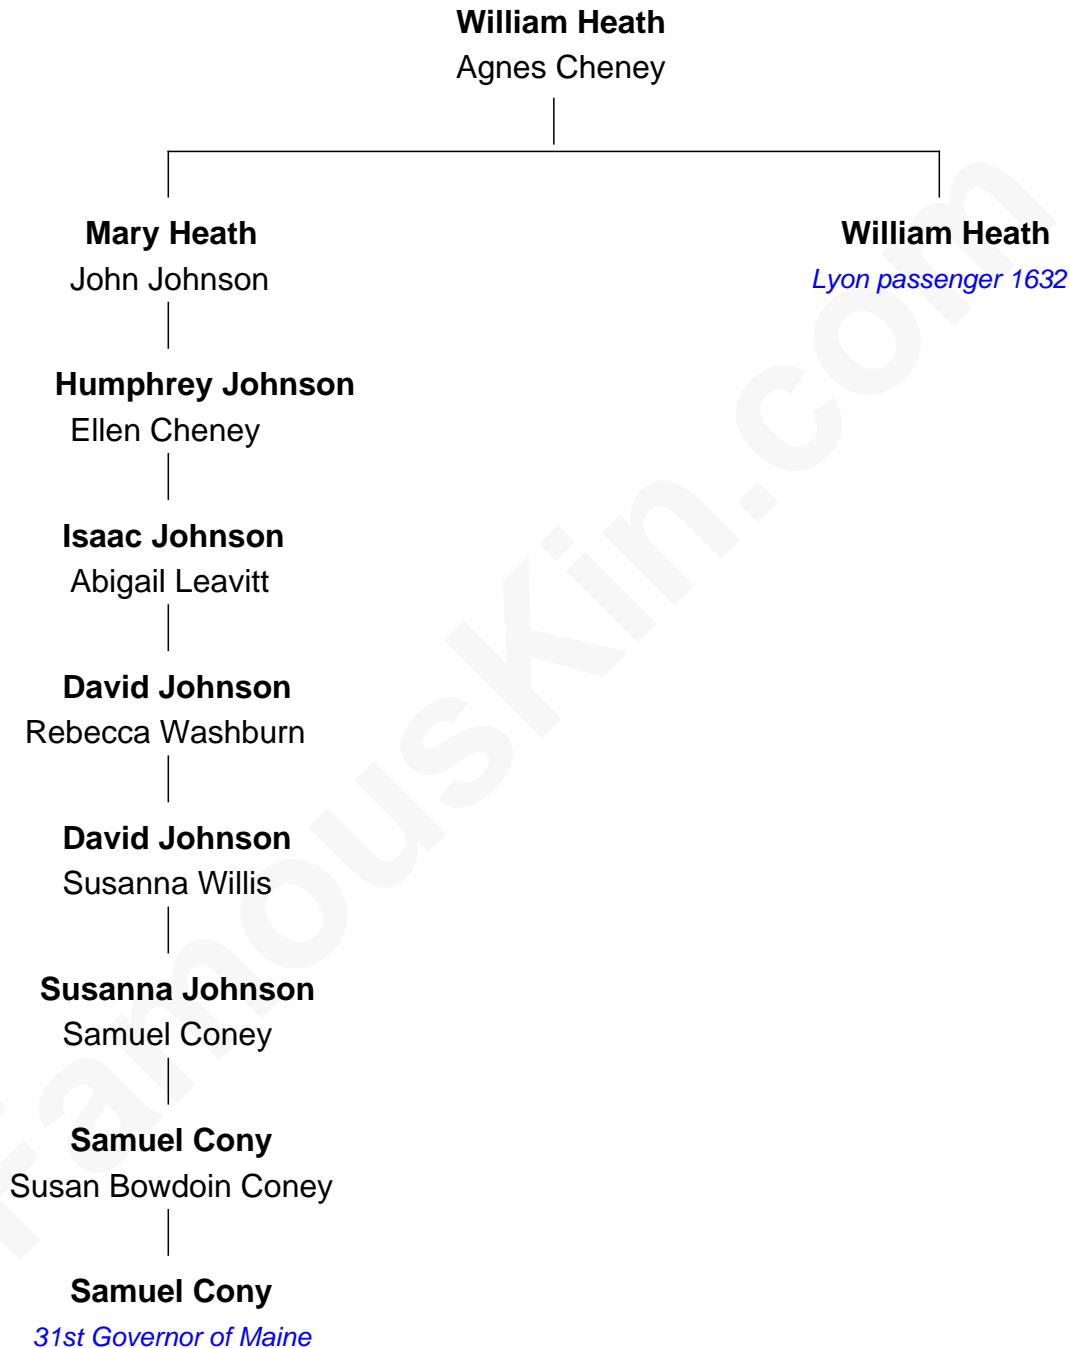 William Heath
Agnes Cheney
Mary Heath
John Johnson
William Heath
Lyon passenger 1632
Humphrey Johnson
Ellen Cheney
Isaac Johnson
Abigail Leavitt
David Johnson
Rebecca Washburn
David Johnson
Susanna Willis
Susanna Johnson
Samuel Coney
Samuel Cony
Susan Bowdoin Coney
Samuel Cony
31st Governor of Maine
FamousKin.com